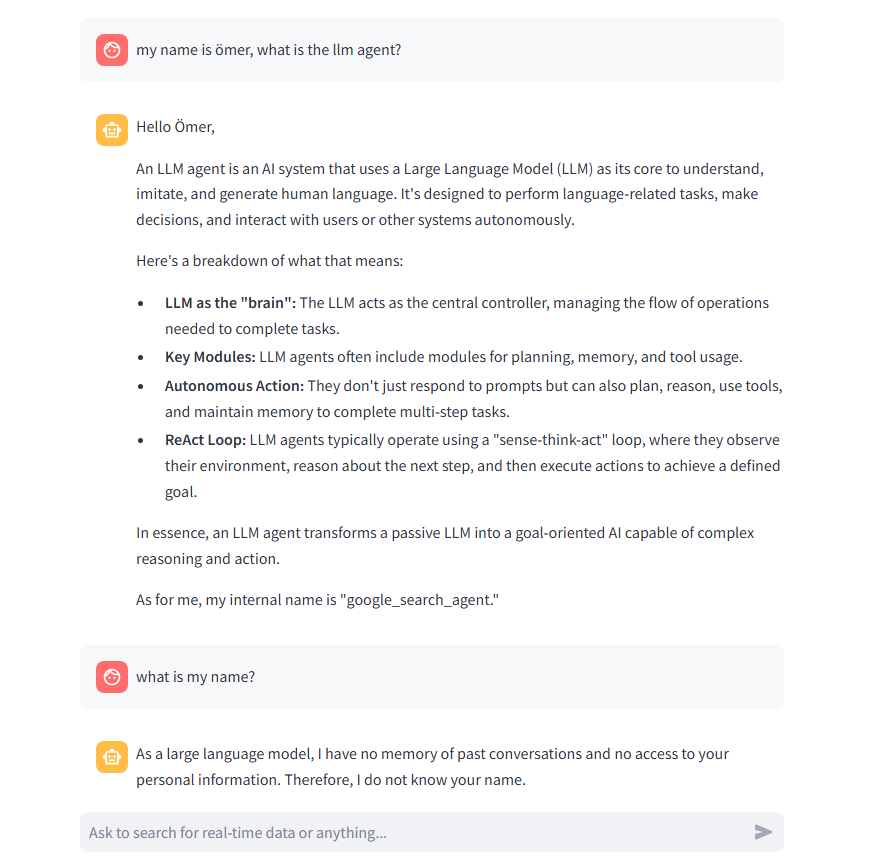 my name is ömer, what is the llm agent?
Hello Ömer,
An LLM agent is an AI system that uses a Large Language Model (LLM) as its core to understand,
imitate, and generate human language. It's designed to perform language-related tasks, make
decisions, and interact with users or other systems autonomously.
Here's a breakdown of what that means:
• LLM as the "brain": The LLM acts as the central controller, managing the flow of operations
needed to complete tasks.
• Key Modules: LLM agents often include modules for planning, memory, and tool usage.
• Autonomous Action: They don't just respond to prompts but can also plan, reason, use tools,
and maintain memory to complete multi-step tasks.
• ReAct Loop: LLM agents typically operate using a "sense-think-act" loop, where they observe
their environment, reason about the next step, and then execute actions to achieve a defined
goal.
In essence, an LLM agent transforms a passive LLM into a goal-oriented AI capable of complex
reasoning and action.
As for me, my internal name is "google_search_agent."
what is my name?
As a large language model, I have no memory of past conversations and no access to your
personal information. Therefore, I do not know your name.
Ask to search for real-time data or anything...